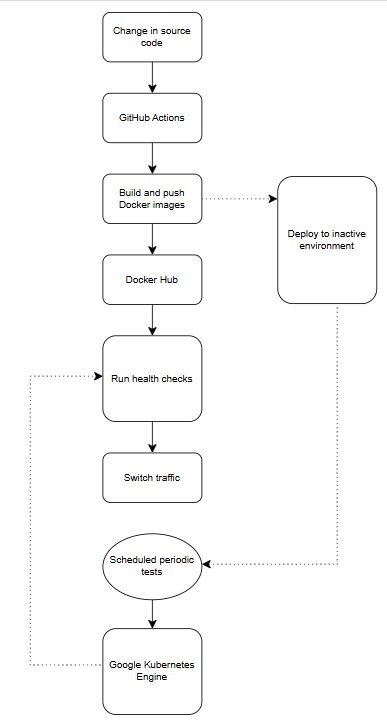 Change in source
code
GitHub Actions
Build and push
Docker images
Deploy to inactive
environment
Docker Hub
Run health checks
Switch traffic
Scheduled periodic
tests
Google Kubernetes
Engine